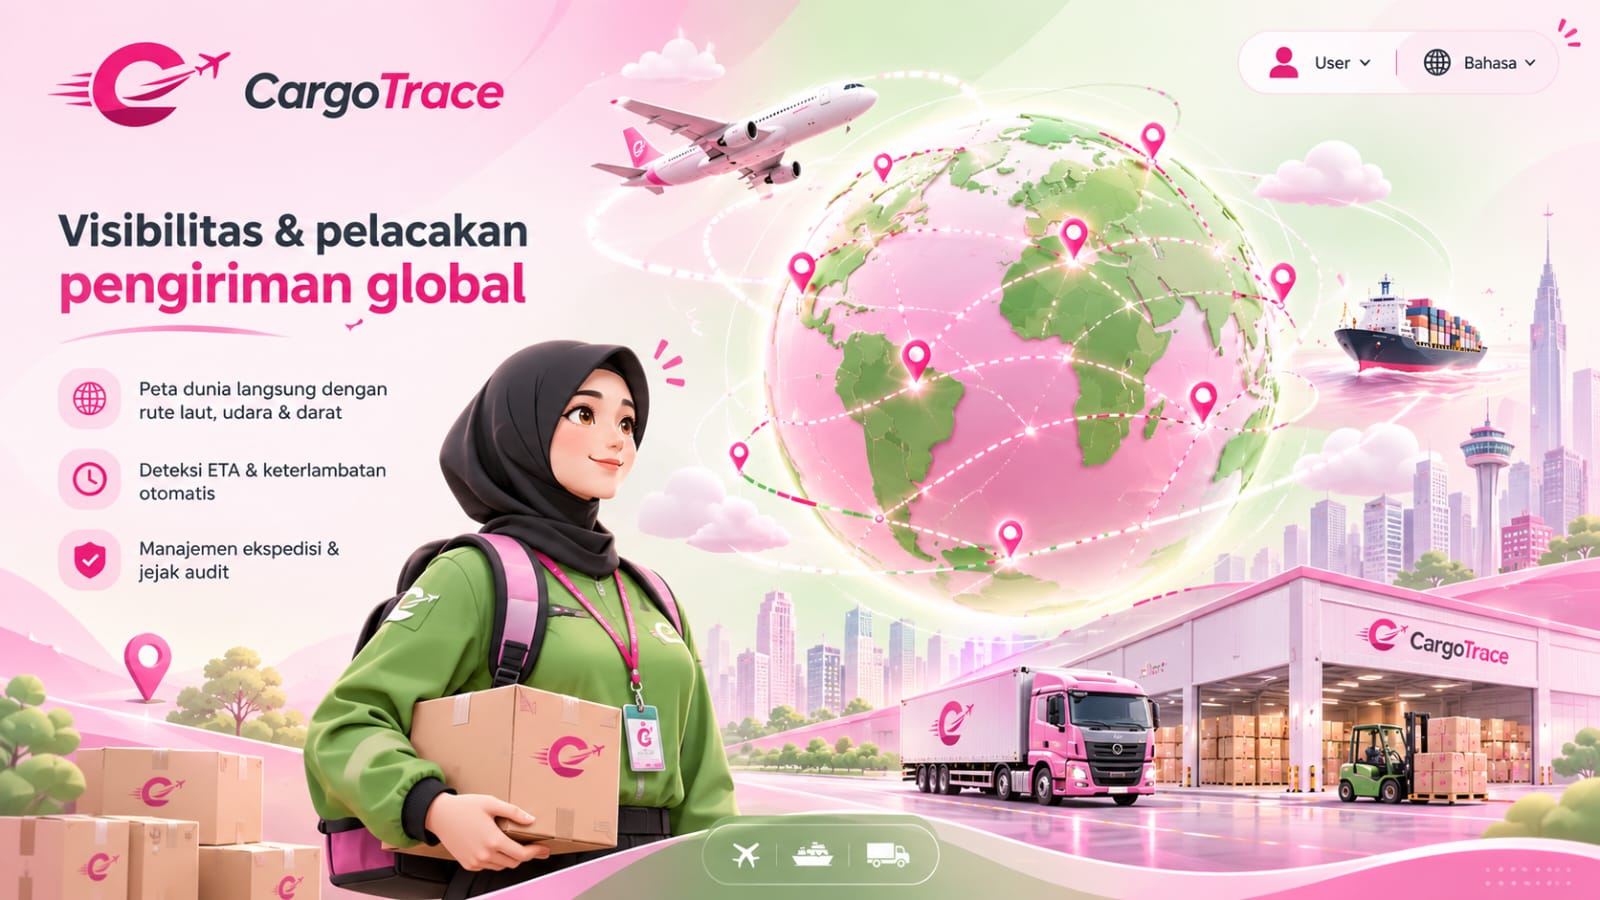 CargoTrace
User
Bahasa
Visibilitas & pelacakan
pengiriman global
Peta dunia langsung dengan
rute laut, udara & darat
Deteksi ETA & keterlambatan
otomatis
Manajemen ekspedisi &
jejak audit
CargoTrace